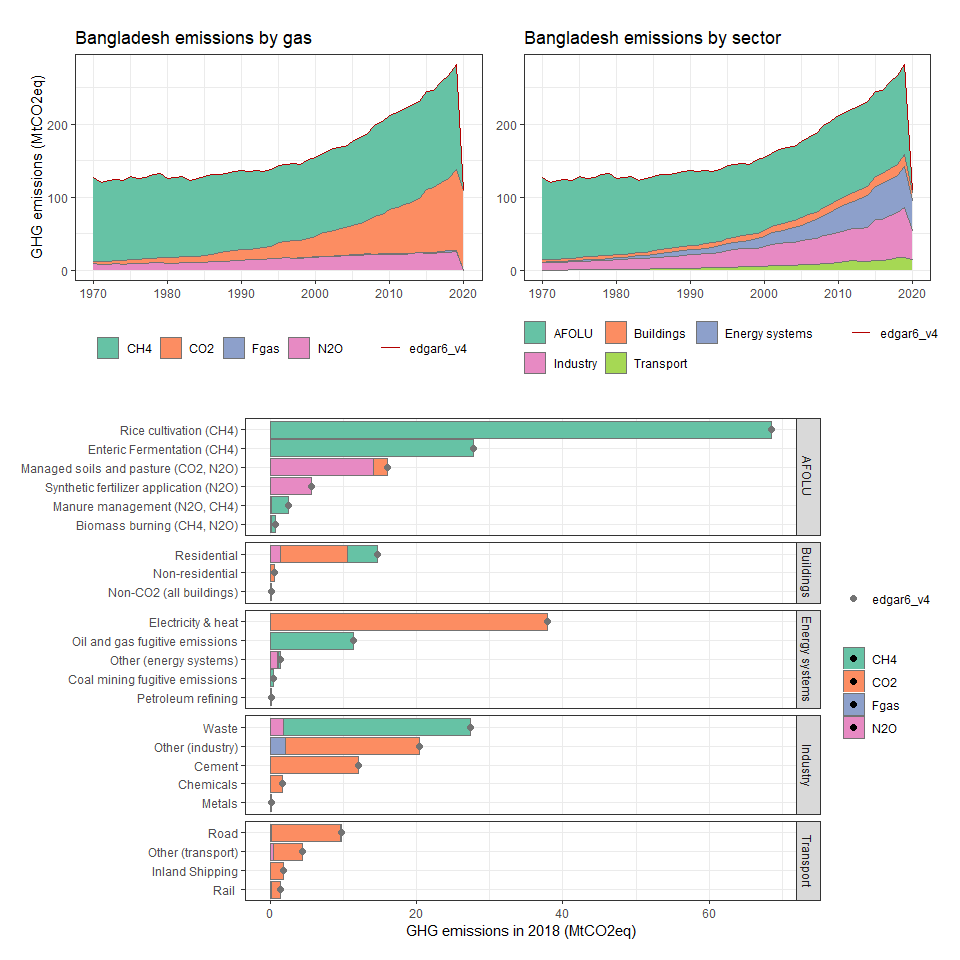 Bangladesh emissions by gas
GHG emissions (MtCO2eq)
200
100
0
1970 1980 1990 2000 2010 2020
CH4 CO2 Fgas N2O edgar6_v4
Bangladesh emissions by sector
200
100
0
1970 1980 1990 2000 2010 2020
AFOLU Buildings Energy systems edgar6_v4
Industry Transport
Rice cultivation (CH4)
Enteric Fermentation (CH4)
Managed soils and pasture (CO2, N2O)
Synthetic fertilizer application (N2O)
Manure management (N2O, CH4)
Biomass burning (CH4, N2O)
AFOLU
Residential
Non-residential
Non-CO2 (all buildings)
Buildings
Electricity & heat
Oil and gas fugitive emissions
Other (energy systems)
Coal mining fugitive emissions
Petroleum refining
Energy systems
Waste
Other (industry)
Cement
Chemicals
Metals
Industry
Road
Other (transport)
Inland Shipping
Rail
Transport
0 20 40 60
GHG emissions in 2018 (MtCO2eq)
edgar6_v4
CH4
CO2
Fgas
N2O